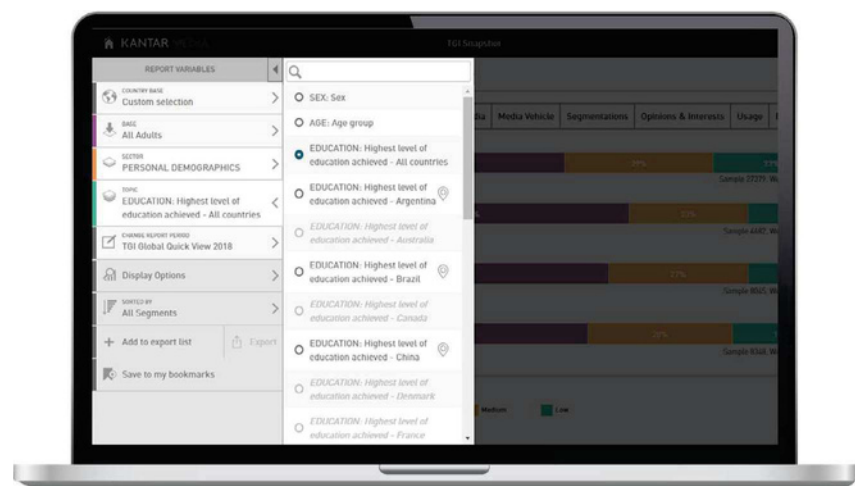 KANTAR MEDIA
TGI Snapshot
REPORT VARIABLES
COUNTRY BASE
Custom selection
BASE
All Adults
SECTOR
PERSONAL DEMOGRAPHICS
TOPIC
EDUCATION: Highest level of
education achieved - All countries
CHANGE REPORT PERIOD
TGI Global Quick View 2018
Display Options
SORTED BY
All Segments
+ Add to export list
Export
Save to my bookmarks
SEX: Sex
AGE: Age group
EDUCATION: Highest level of
education achieved - All countries
EDUCATION: Highest level of
education achieved - Argentina
EDUCATION: Highest level of
education achieved - Australia
EDUCATION: Highest level of
education achieved - Brazil
EDUCATION: Highest level of
education achieved - Canada
EDUCATION: Highest level of
education achieved - China
EDUCATION: Highest level of
education achieved - Denmark
EDUCATION: Highest level of
education achieved - France
Media Vehicle
Segmentations
Opinions & Interests
Usage
Medium
Low